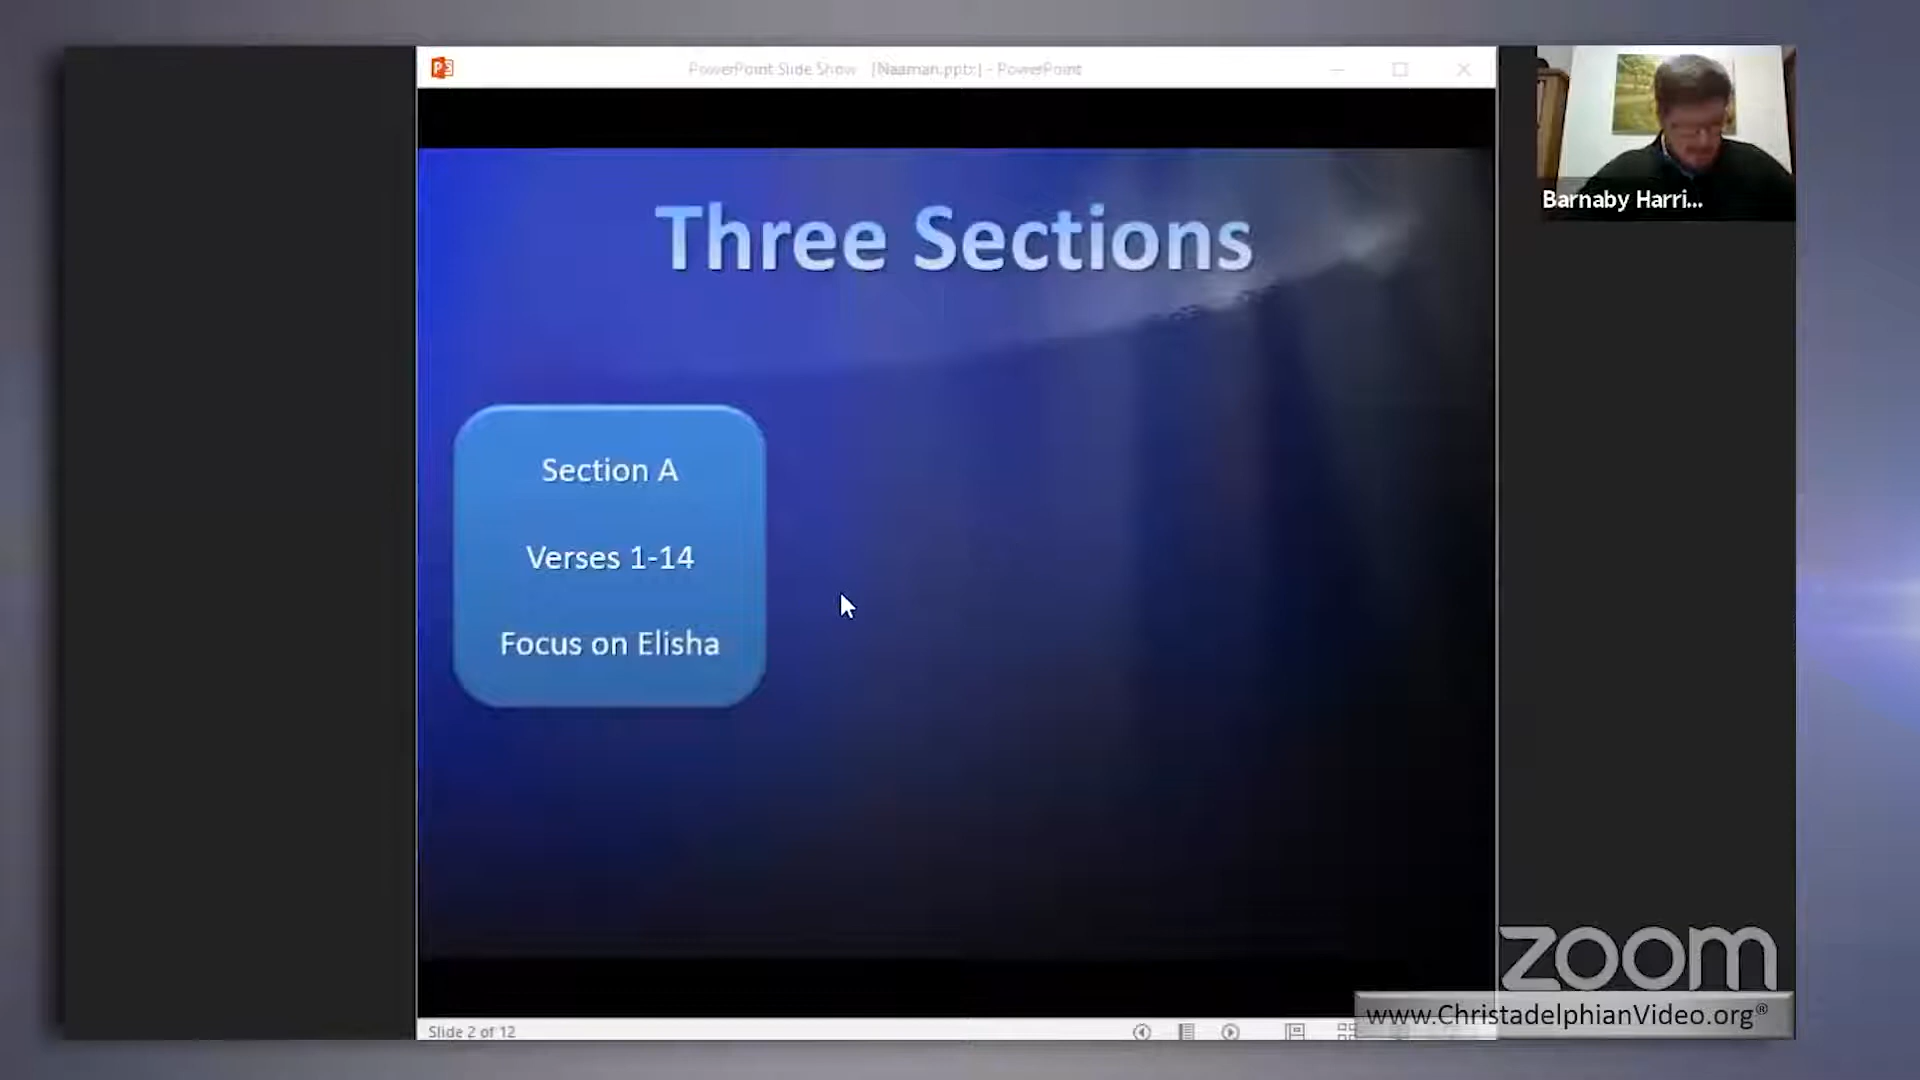 PowerPoint Slide Show - [Naaman.pptx] - PowerPoint
Barnaby Harri...
Three Sections
Section A
Verses 1-14
Focus on Elisha
zoom
www.ChristadelphianVideo.org®
Slide 2 of 12